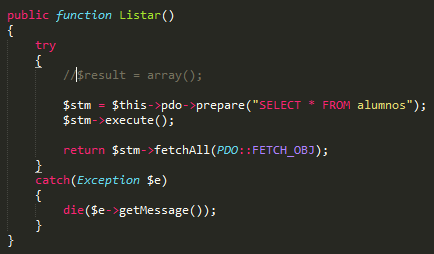 public function Listar()
{
try
{
//$result = array();
$stm = $this->pdo->prepare("SELECT * FROM alumnos");
$stm->execute();
return $stm->fetchAll(PDO::FETCH_OBJ);
}
catch(Exception $e)
{
die($e->getMessage());
}
}